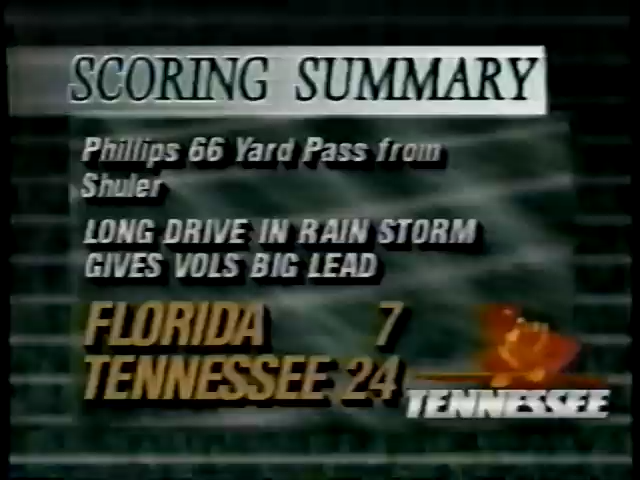 SCORING SUMMARY
Phillips 66 Yard Pass from
Shuler
LONG DRIVE IN RAIN STORM
GIVES VOLS BIG LEAD
FLORIDA 7
TENNESSEE 24
TENNESSEE